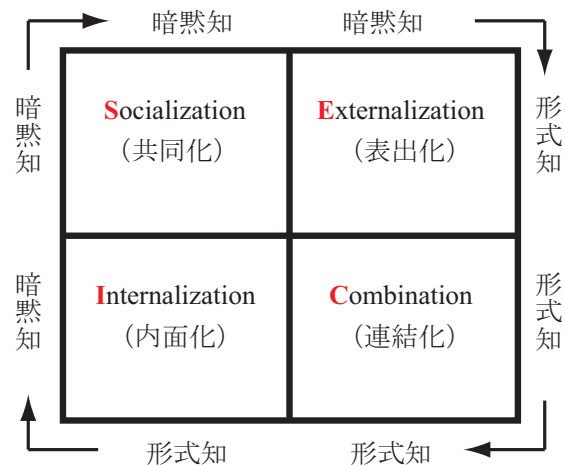 暗黙知
暗黙知
暗黙知
Socialization
（共同化）
Externalization
（表出化）
形式知
暗黙知
Internalization
（内面化）
Combination
（連結化）
形式知
形式知
形式知